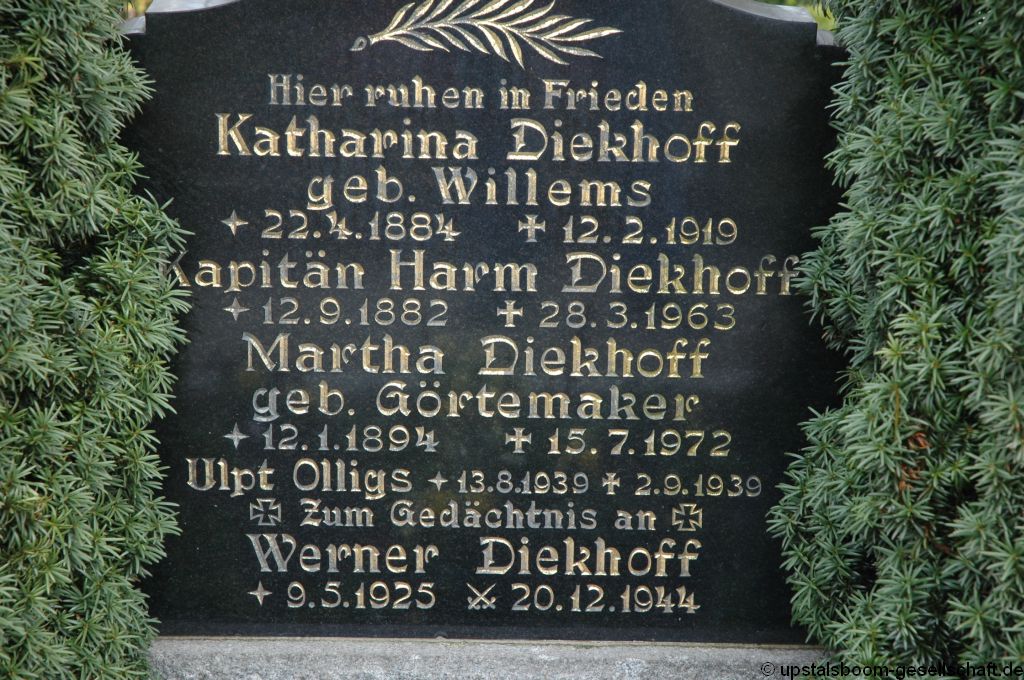 Hier ruhen in Frieden
Katharina Diekhoff
geb. Willems
22.4.1884 12.2.1919
Kapitän Harm Diekhoff
12.9.1882 28.3.1963
Martha Diekhoff
geb. Görtemaker
12.1.1894 15.7.1972
Ulpt Olligs 13.8.1939 2.9.1939
Zum Gedächtnis an
Werner Diekhoff
9.5.1925 20.12.1944
© upstalsboom-gesellschaft.de